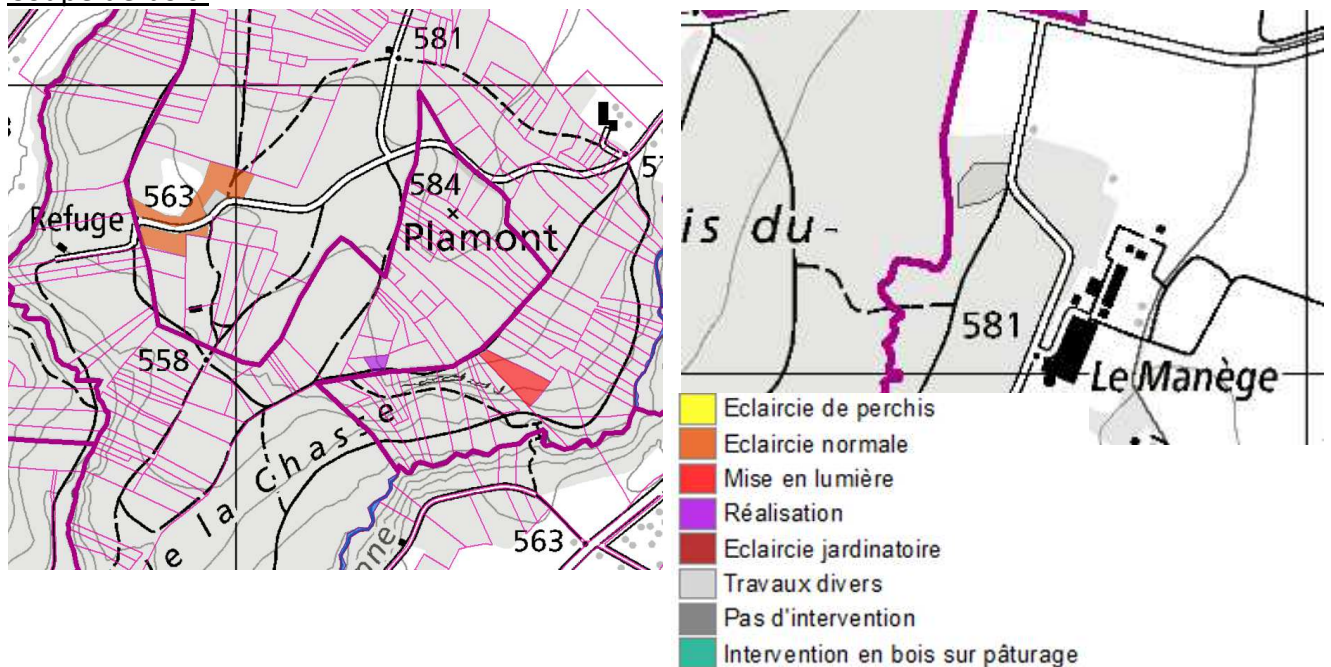 581
584
563
Refuge
Plamont
558
e la Chasse
563
is du
581
Le Manège
Eclaircie de perchis
Eclaircie normale
Mise en lumière
Réalisation
Eclaircie jardinatoire
Travaux divers
Pas d'intervention
Intervention en bois sur pâturage